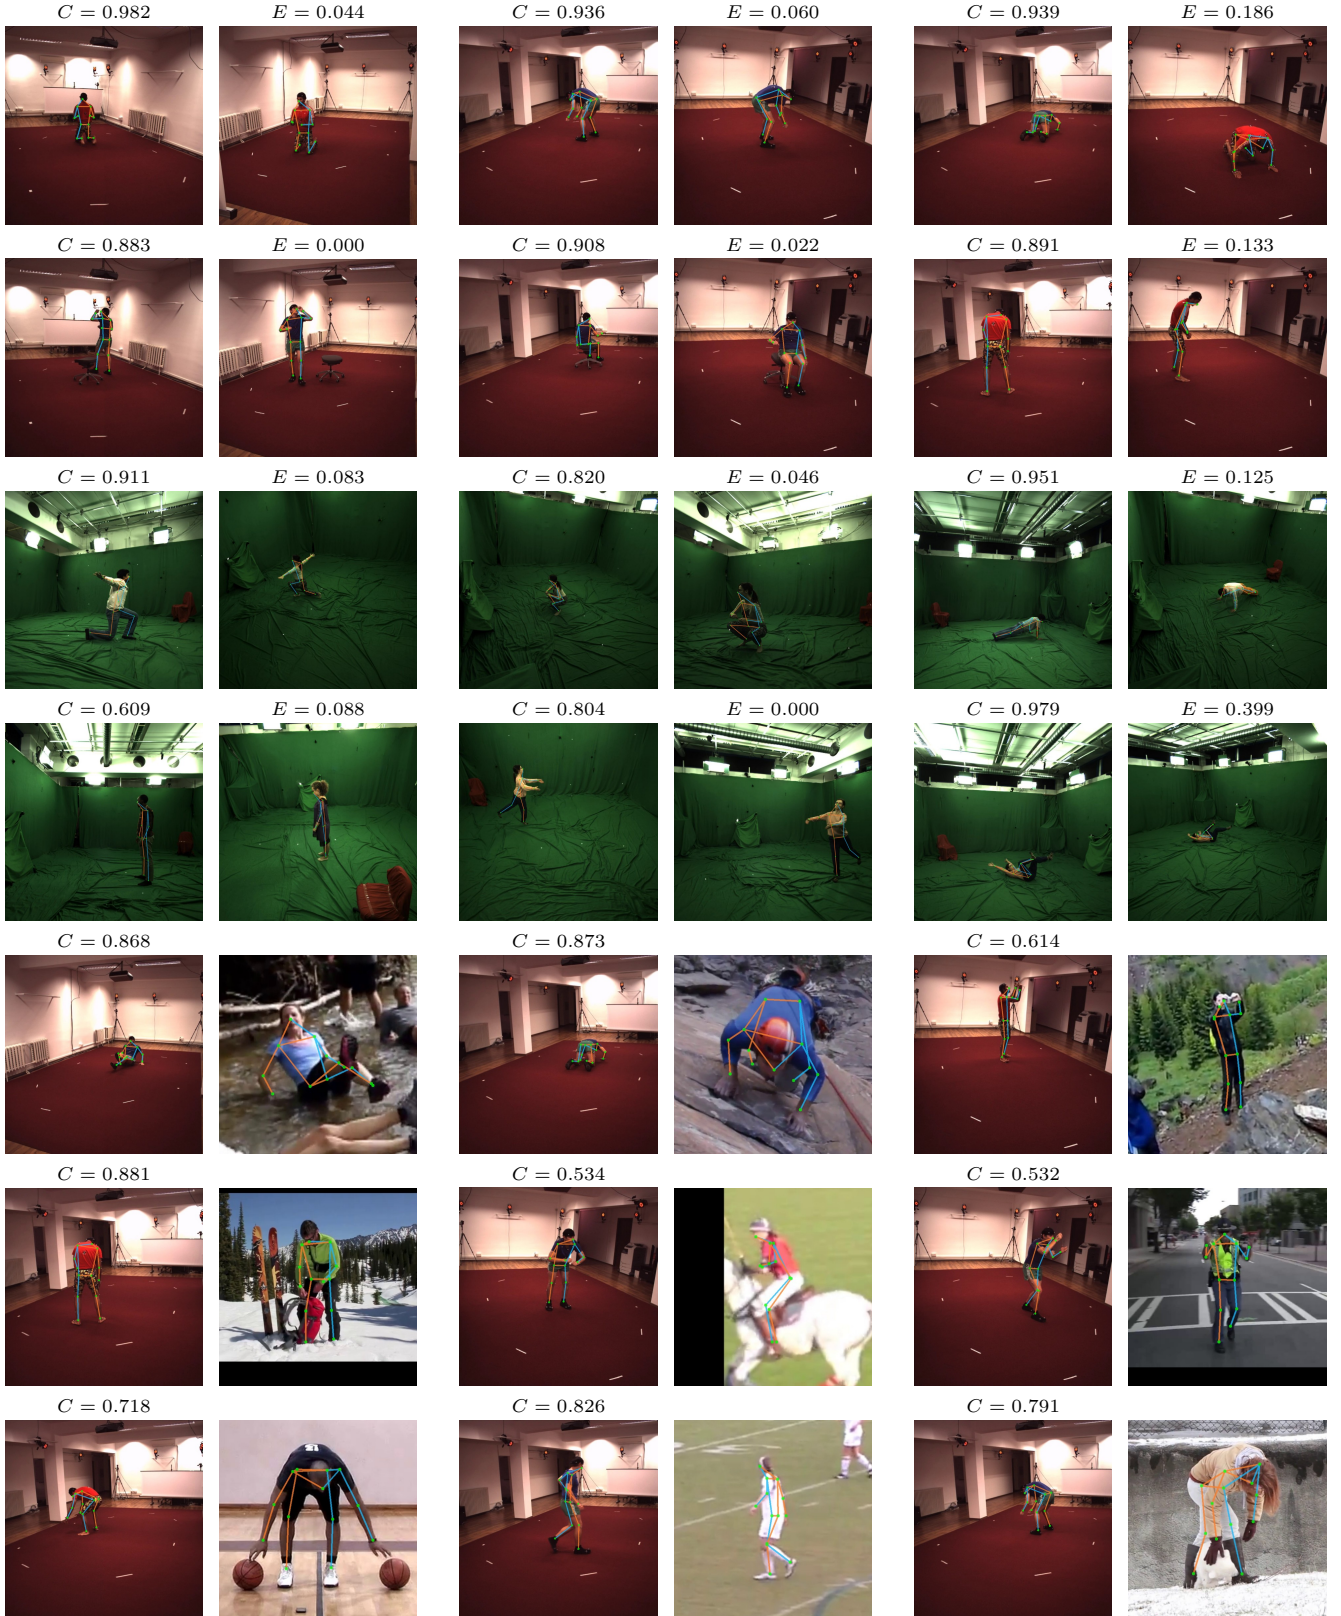 C = 0.982 E = 0.044 C = 0.936 E = 0.060 C = 0.939 E = 0.186
C = 0.883 E = 0.000 C = 0.908 E = 0.022 C = 0.891 E = 0.133
C = 0.911 E = 0.083 C = 0.820 E = 0.046 C = 0.951 E = 0.125
C = 0.609 E = 0.088 C = 0.804 E = 0.000 C = 0.979 E = 0.399
C = 0.868 C = 0.873 C = 0.614
C = 0.881 C = 0.534 C = 0.532
C = 0.718 C = 0.826 C = 0.791